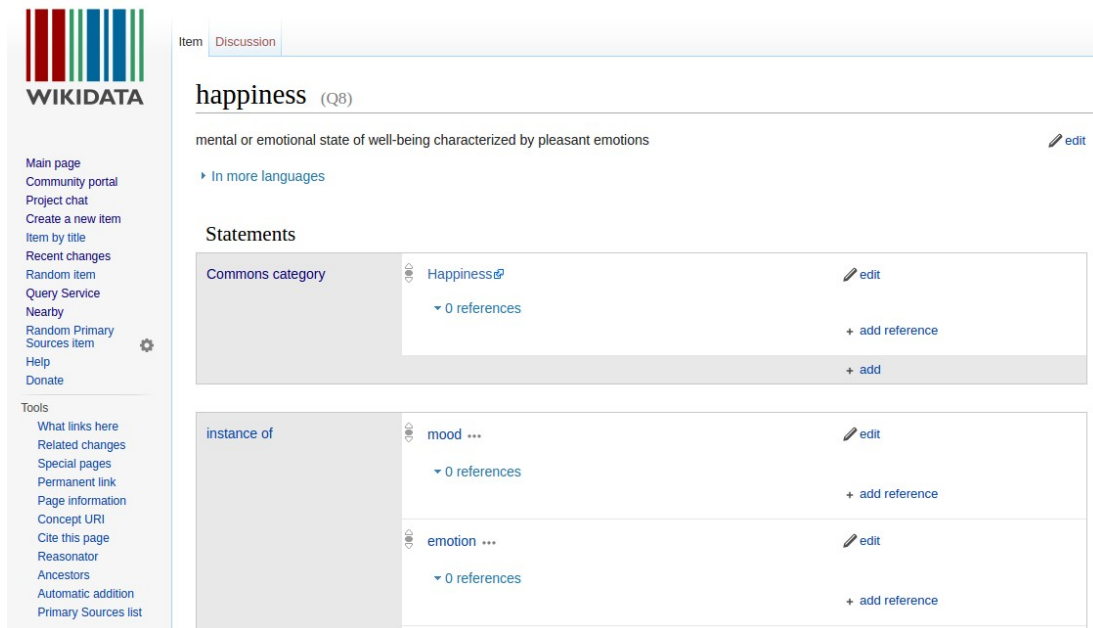 WIKIDATA
Main page
Community portal
Project chat
Create a new item
Item by title
Recent changes
Random item
Query Service
Nearby
Random Primary
Sources item
Help
Donate
Tools
What links here
Related changes
Special pages
Permanent link
Page information
Concept URI
Cite this page
Reasonator
Ancestors
Automatic addition
Primary Sources list
Item Discussion
happiness (Q8)
mental or emotional state of well-being characterized by pleasant emotions edit
In more languages
Statements
Commons category Happiness edit
0 references
+ add reference
+ add
instance of mood ••• edit
0 references
+ add reference
emotion ••• edit
0 references
+ add reference